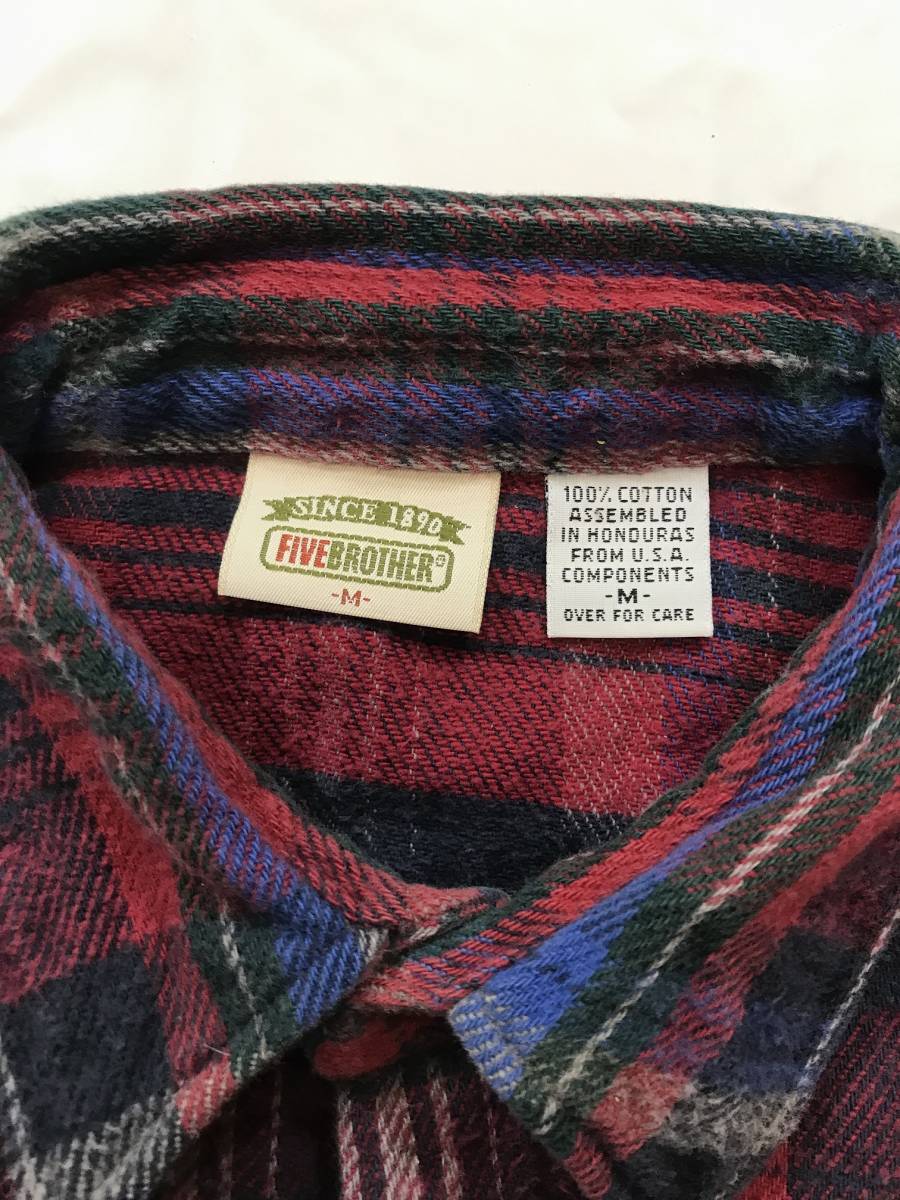 SINCE 1890
FIVEBROTHER®
-M-
100% COTTON
ASSEMBLED
IN HONDURAS
FROM U.S.A.
COMPONENTS
-M-
OVER FOR CARE